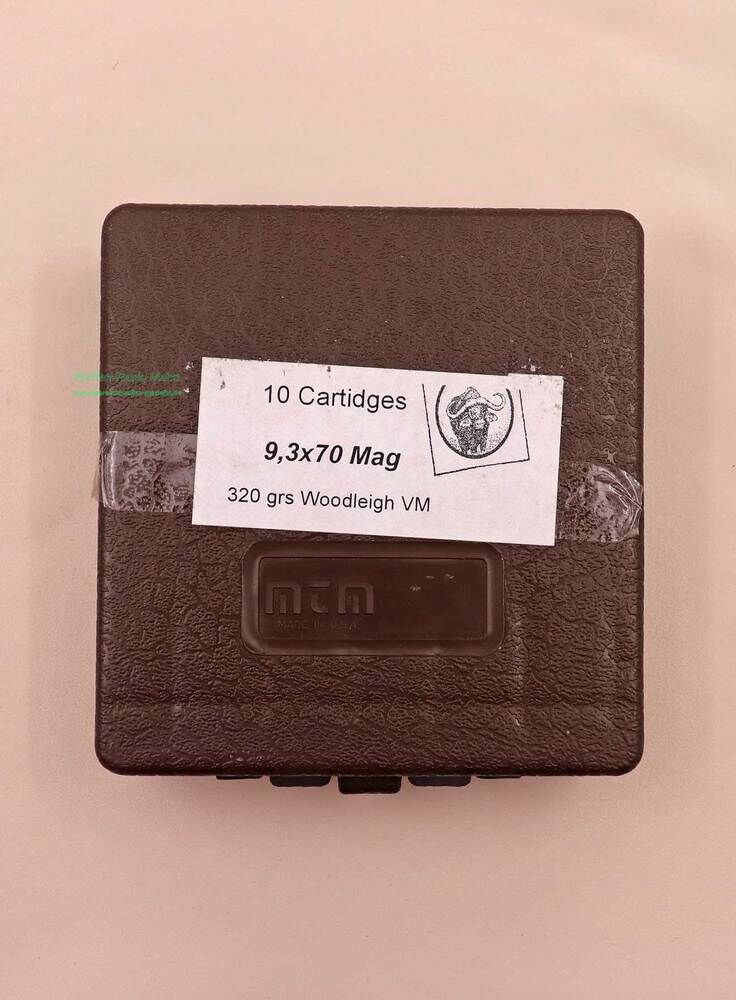 10 Cartidges
9,3x70 Mag
320 grs Woodleigh VM
MTM
MADE IN U.S.A.